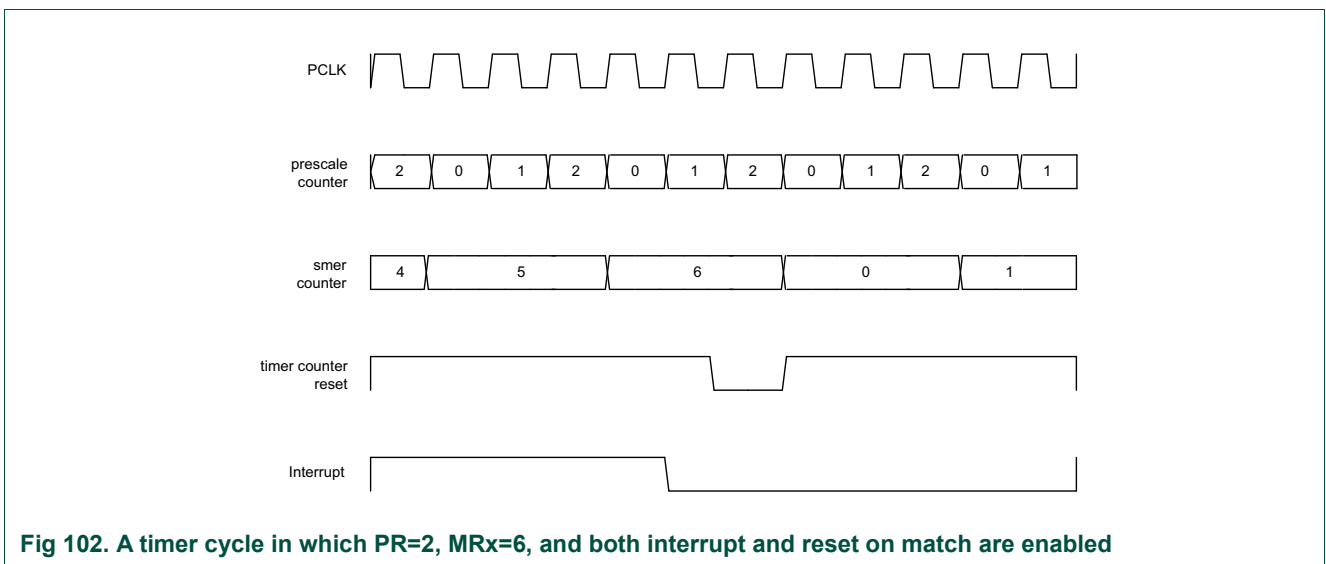 PCLK
prescale
counter
2 0 1 2 0 1 2 0 1 2 0 1
smer
counter
4 5 6 0 1
timer counter
reset
Interrupt
Fig 102. A timer cycle in which PR=2, MRx=6, and both interrupt and reset on match are enabled